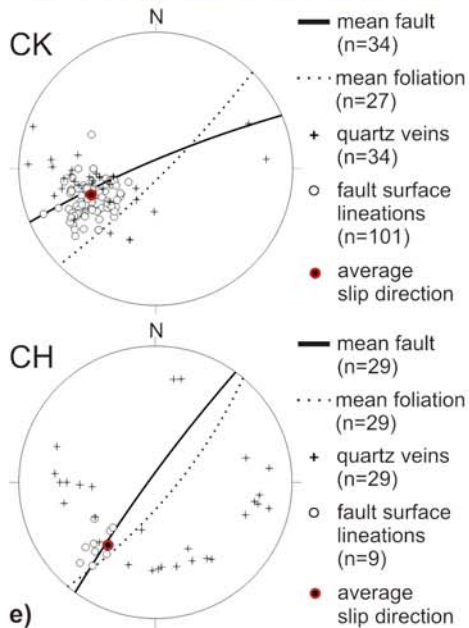 CK
N
mean fault
(n=34)
mean foliation
(n=27)
quartz veins
(n=34)
fault surface
lineations
(n=101)
average
slip direction
CH
N
mean fault
(n=29)
mean foliation
(n=29)
quartz veins
(n=29)
fault surface
lineations
(n=9)
average
slip direction
e)